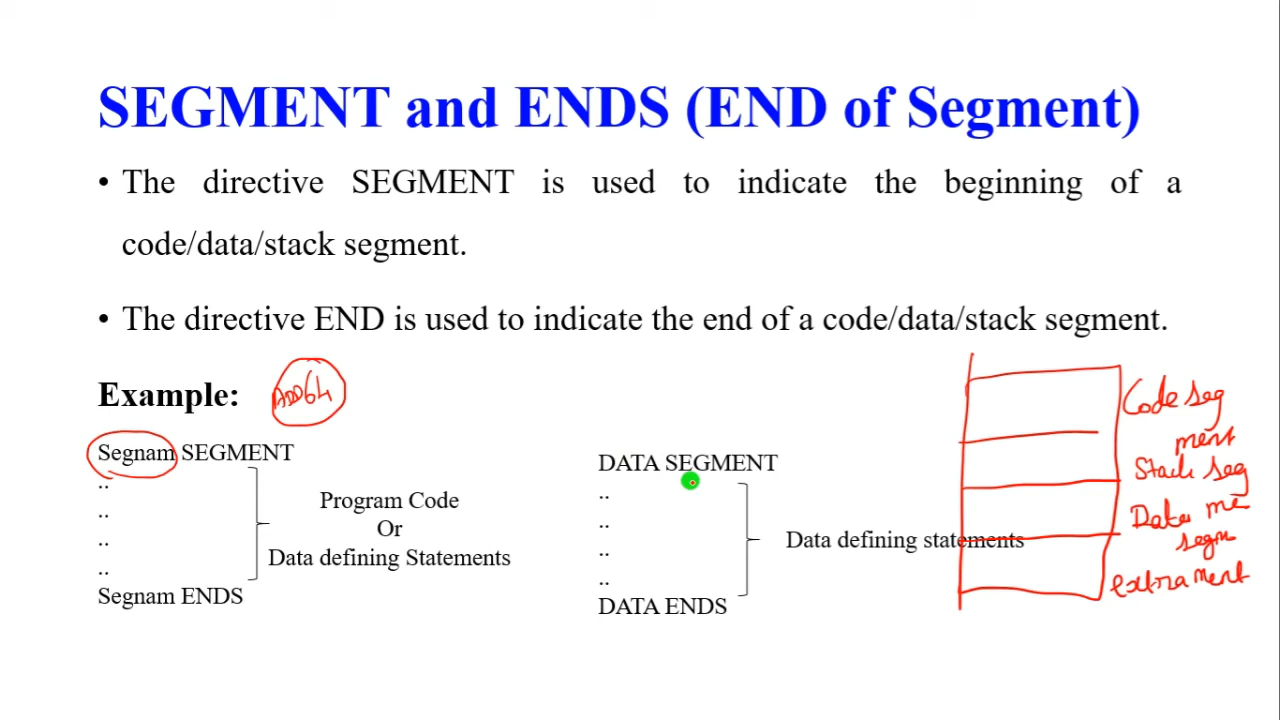 SEGMENT and ENDS (END of Segment)
• The directive SEGMENT is used to indicate the beginning of a
code/data/stack segment.
• The directive END is used to indicate the end of a code/data/stack segment.
Example:
ADD64
Segnam SEGMENT
..
..
..
..
Segnam ENDS
Program Code
Or
Data defining Statements
DATA SEGMENT
..
..
..
..
DATA ENDS
Data defining statements
Code seg
ment
Stack seg
me
Data
segm
extra ment